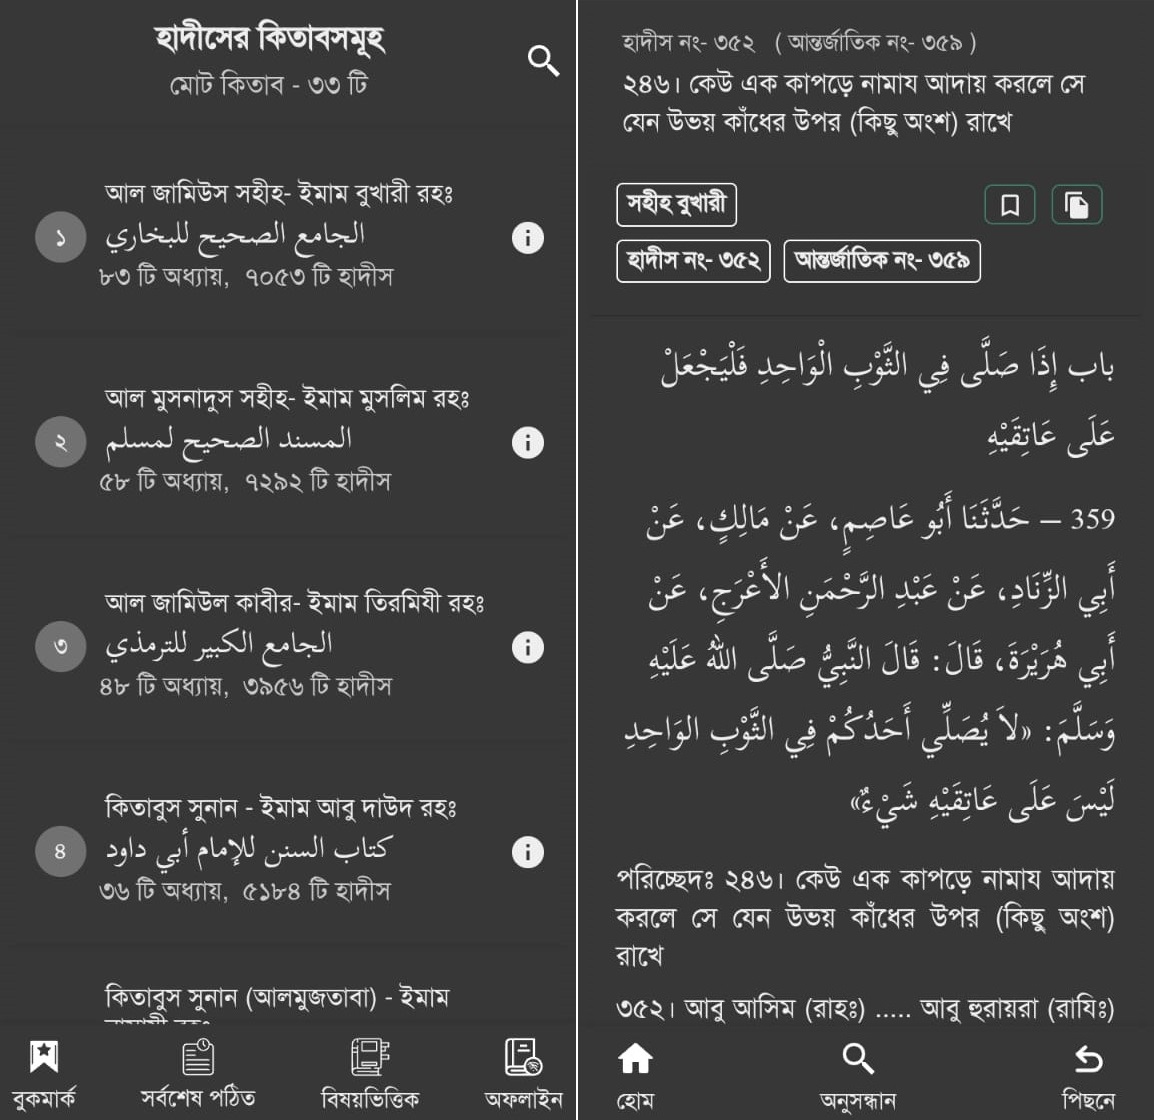 হাদীসের কিতাবসমূহ
মোট কিতাব - ৩৩ টি
১
আল জামিউস সহীহ- ইমাম বুখারী রহঃ
الجامع الصحيح للبخاري
৮৩ টি অধ্যায়, ৭০৫৩ টি হাদীস
২
আল মুসনাদুস সহীহ- ইমাম মুসলিম রহঃ
المسند الصحيح لمسلم
৫৮ টি অধ্যায়, ৭২৯২ টি হাদীস
৩
আল জামিউল কাবীর- ইমাম তিরমিযী রহঃ
الجامع الكبير للترمذي
৪৮ টি অধ্যায়, ৩৯৫৬ টি হাদীস
৪
কিতাবুস সুনান - ইমাম আবু দাউদ রহঃ
كتاب السنن للإمام أبي داود
৩৬ টি অধ্যায়, ৫১৮৪ টি হাদীস
কিতাবুস সুনান (আলমুজতাবা) - ইমাম
বুকমার্ক
সর্বশেষ পঠিত
বিষয়ভিত্তিক
অফলাইন
হাদীস নং- ৩৫২ ( আন্তর্জাতিক নং- ৩৫৯ )
২৪৬। কেউ এক কাপড়ে নামায আদায় করলে সে
যেন উভয় কাঁধের উপর (কিছু অংশ) রাখে
সহীহ বুখারী
হাদীস নং- ৩৫২
আন্তর্জাতিক নং- ৩৫৯
باب إِذَا صَلَّى فِي الثَّوْبِ الْوَاحِدِ فَلْيَجْعَلْ
عَلَى عَاتِقَيْهِ
359 – حَدَّثَنَا أَبُو عَاصِمٍ، عَنْ مَالِكٍ، عَنْ
أَبِي الزِّنَادِ، عَنْ عَبْدِ الرَّحْمَنِ الأَعْرَجِ، عَنْ
أَبِي هُرَيْرَةَ، قَالَ: قَالَ النَّبِيُّ صَلَّى اللهُ عَلَيْهِ
وَسَلَّمَ: «لاَ يُصَلِّي أَحَدُكُمْ فِي الثَّوْبِ الوَاحِدِ
لَيْسَ عَلَى عَاتِقَيْهِ شَيْءٌ»
পরিচ্ছেদঃ ২৪৬। কেউ এক কাপড়ে নামায আদায়
করলে সে যেন উভয় কাঁধের উপর (কিছু অংশ)
রাখে
৩৫২। আবু আসিম (রাহঃ) ..... আবু হুরায়রা (রাযিঃ)
হোম
অনুসন্ধান
পিছনে